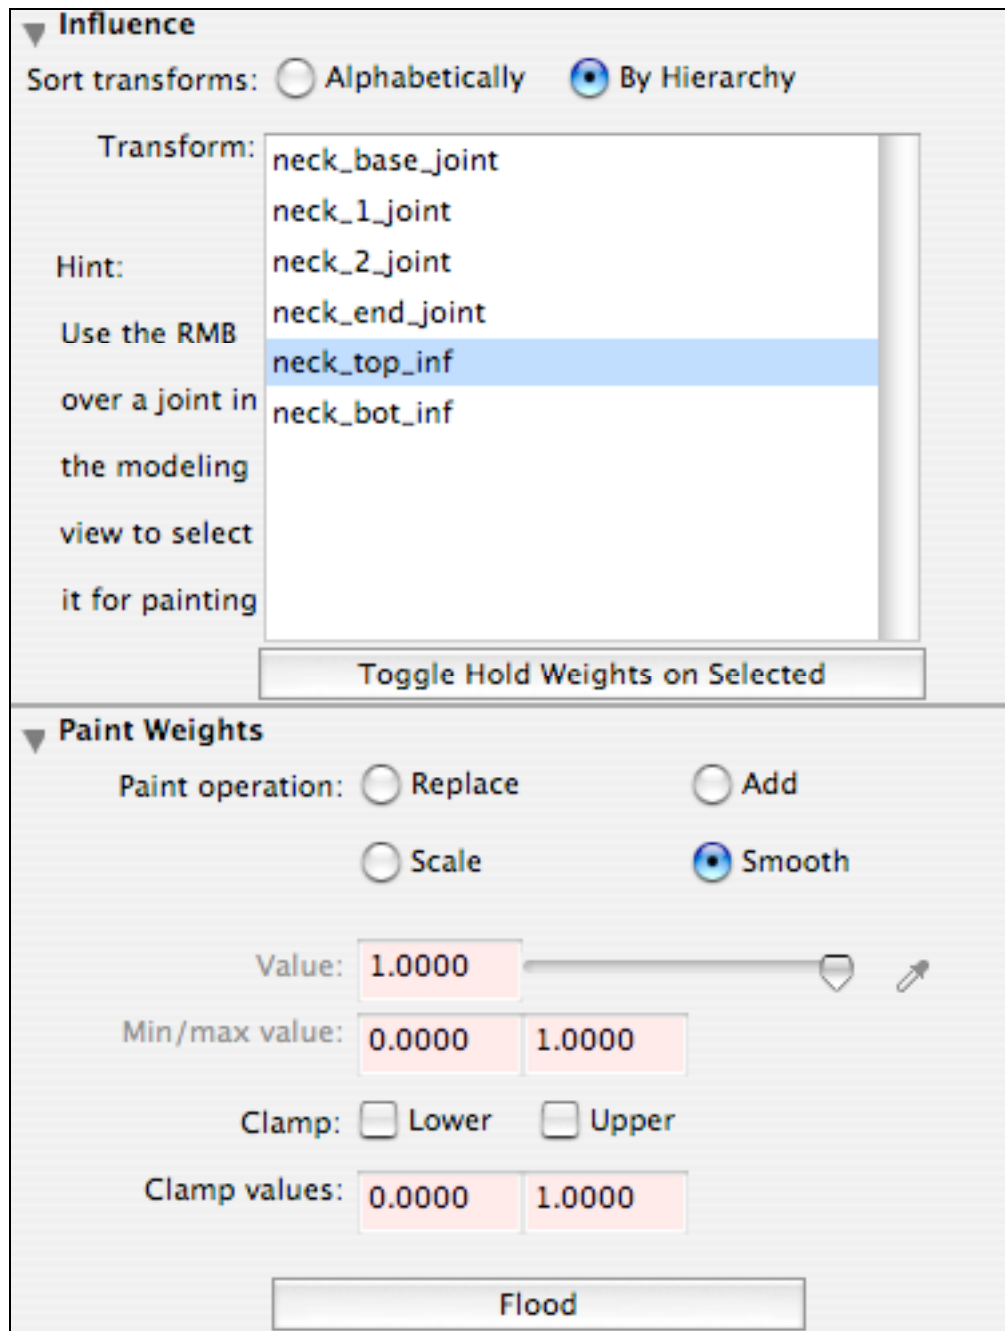 Influence
Sort transforms: Alphabetically By Hierarchy
Transform:
neck_base_joint
neck_1_joint
neck_2_joint
neck_end_joint
neck_top_inf
neck_bot_inf
Hint:
Use the RMB
over a joint in
the modeling
view to select
it for painting
Toggle Hold Weights on Selected
Paint Weights
Paint operation: Replace Add
Scale Smooth
Value: 1.0000
Min/max value: 0.0000 1.0000
Clamp: Lower Upper
Clamp values: 0.0000 1.0000
Flood